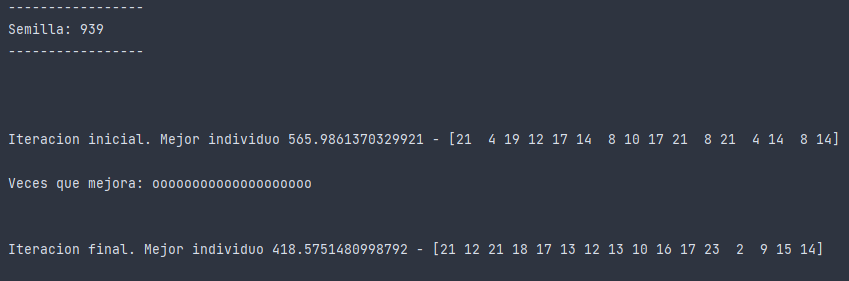 -----------------
Semilla: 939
-----------------
Iteracion inicial. Mejor individuo 565.9861370329921 - [21  4 19 12 17 14  8 10 17 21  8 21  4 14  8 14]
Veces que mejora: oooooooooooooooooooo
Iteracion final. Mejor individuo 418.5751480998792 - [21 12 21 18 17 13 12 13 10 16 17 23  2  9 15 14]